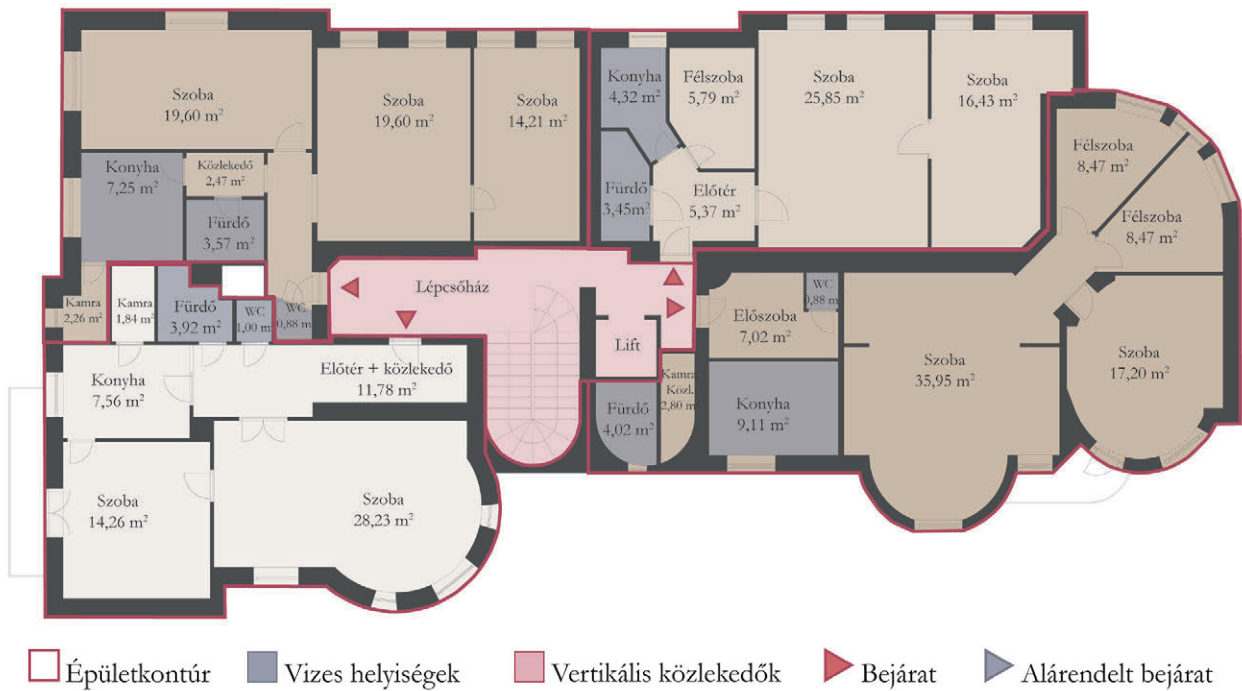 Szoba
19,60 m²
Szoba
19,60 m²
Szoba
14,21 m²
Konyha
7,25 m²
Közlekedő
2,47 m²
Fürdő
3,57 m²
Kamra
2,26 m²
WC
0,88 m
Konyha
4,32 m²
Félszoba
5,79 m²
Szoba
25,85 m²
Szoba
16,43 m²
Fürdő
3,45m²
Előtér
5,37 m²
Félszoba
8,47 m²
Félszoba
8,47 m²
Előszoba
7,02 m²
WC
0,88 m
Szoba
35,95 m²
Szoba
17,20 m²
Konyha
9,11 m²
Kamra
Közl.
2,80 m
Fürdő
4,02 m²
Lépcsőház
Lift
Kamra
1,84 m²
Fürdő
3,92 m²
WC
1,00 m
Konyha
7,56 m²
Előtér + közlekedő
11,78 m²
Szoba
14,26 m²
Szoba
28,23 m²
Épületkontúr
Vizes helyiségek
Vertikális közlekedők
Bejárat
Alárendelt bejárat